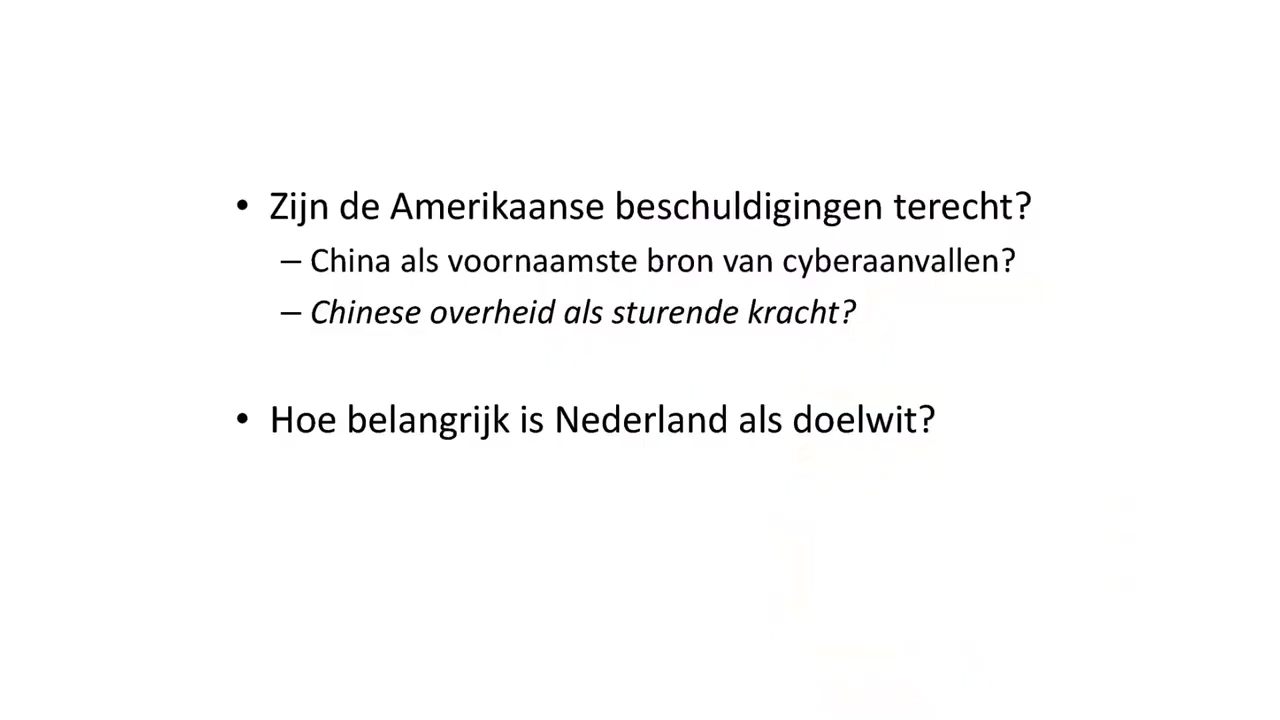 • Zijn de Amerikaanse beschuldigingen terecht?
– China als voornaamste bron van cyberaanvallen?
– Chinese overheid als sturende kracht?
• Hoe belangrijk is Nederland als doelwit?